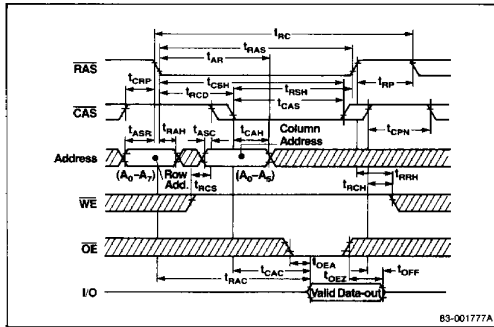 tRC
tRAS
tAR
RAS
tCSH
tCRP
tRCD
tRSH
tRP
tCAS
CAS
tCPN
tASR
tRAH
tASC
tCAH
Column
Address
Address
(A0–A7)
Row
Add.
(A0–A5)
tRRH
tRCS
tRCH
WE
OE
tOEA
tCAC
tOEZ
tOFF
tRAC
I/O
Valid Data-out
83-001777A